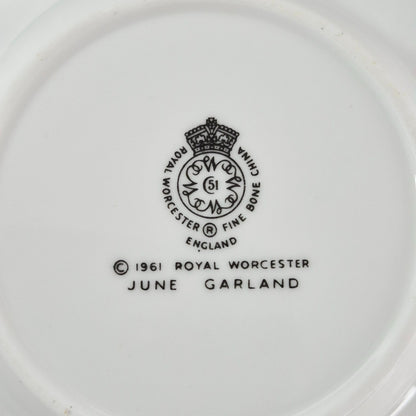 ROYAL WORCESTER ® FINE BONE CHINA
51
ENGLAND
© 1961 ROYAL WORCESTER
JUNE GARLAND